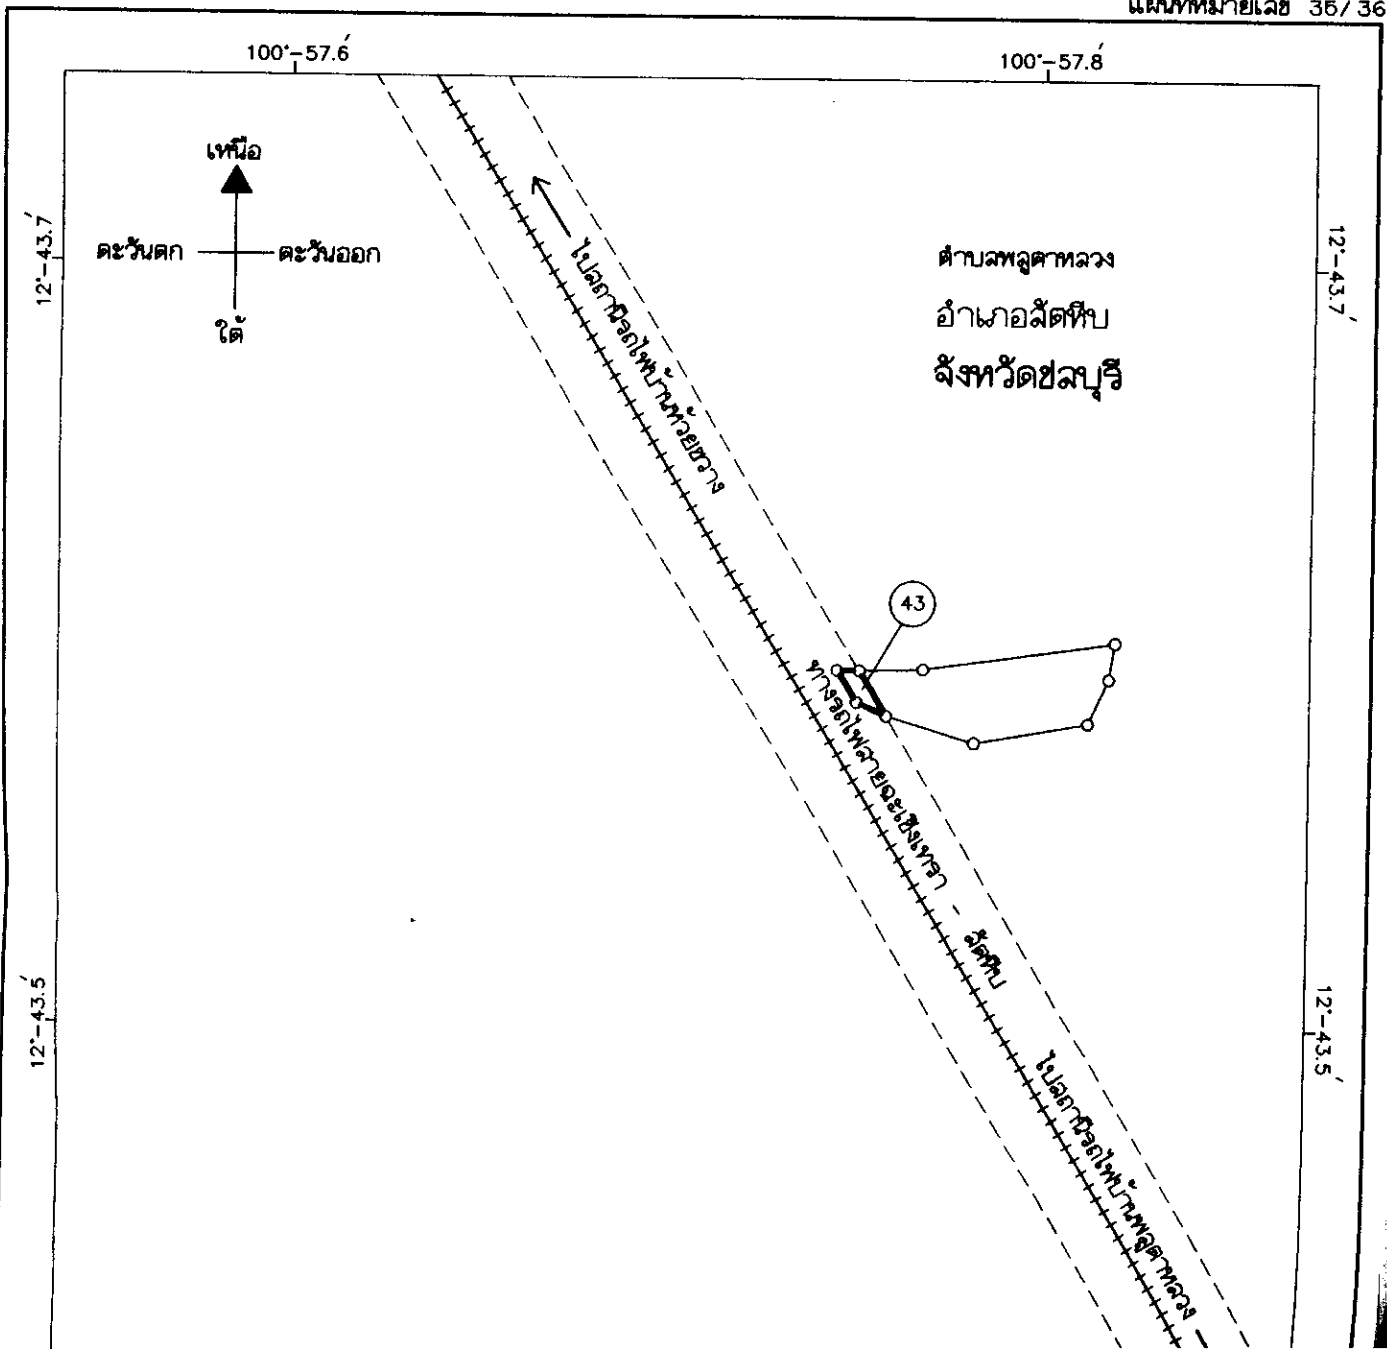 แผนที่หมายเลข 35/36
100°-57.6′
100°-57.8′
เหนือ
ตะวันตก
ตะวันออก
ใต้
12°-43.7′
12°-43.7′
ตำบลพลูตาหลวง
อำเภอสัตหีบ
จังหวัดชลบุรี
ไปสถานีรถไฟบ้านห้วยขวาง
43
ทางรถไฟสายฉะเชิงเทรา - สัตหีบ
12°-43.5′
12°-43.5′
ไปสถานีรถไฟบ้านพลูตาหลวง